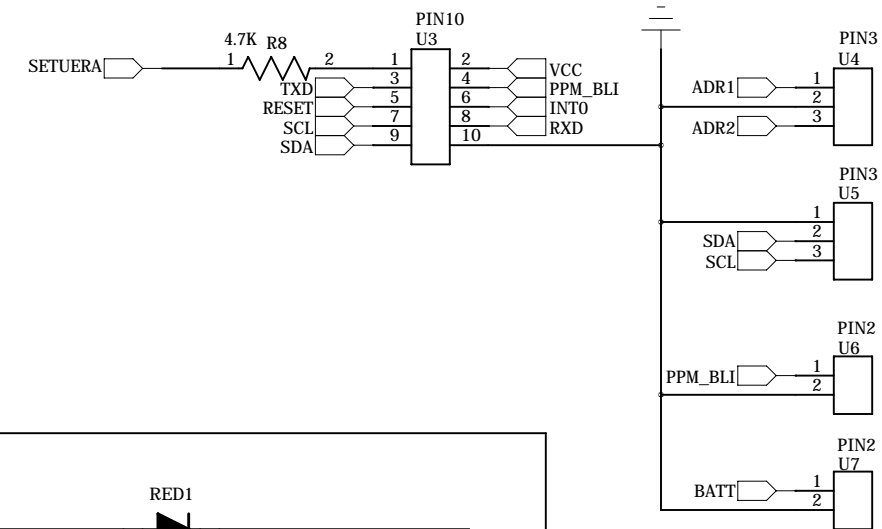 PIN10
U3
4.7K R8
SETUERA 1 2 1 2 VCC
TXD 3 4 PPM_BLI
RESET 5 6 INT0
SCL 7 8 RXD
SDA 9 10
PIN3
U4
ADR1 1
2
ADR2 3
PIN3
U5
1
SDA 2
SCL 3
PIN2
U6
PPM_BLI 1
2
PIN2
U7
BATT 1
2
RED1